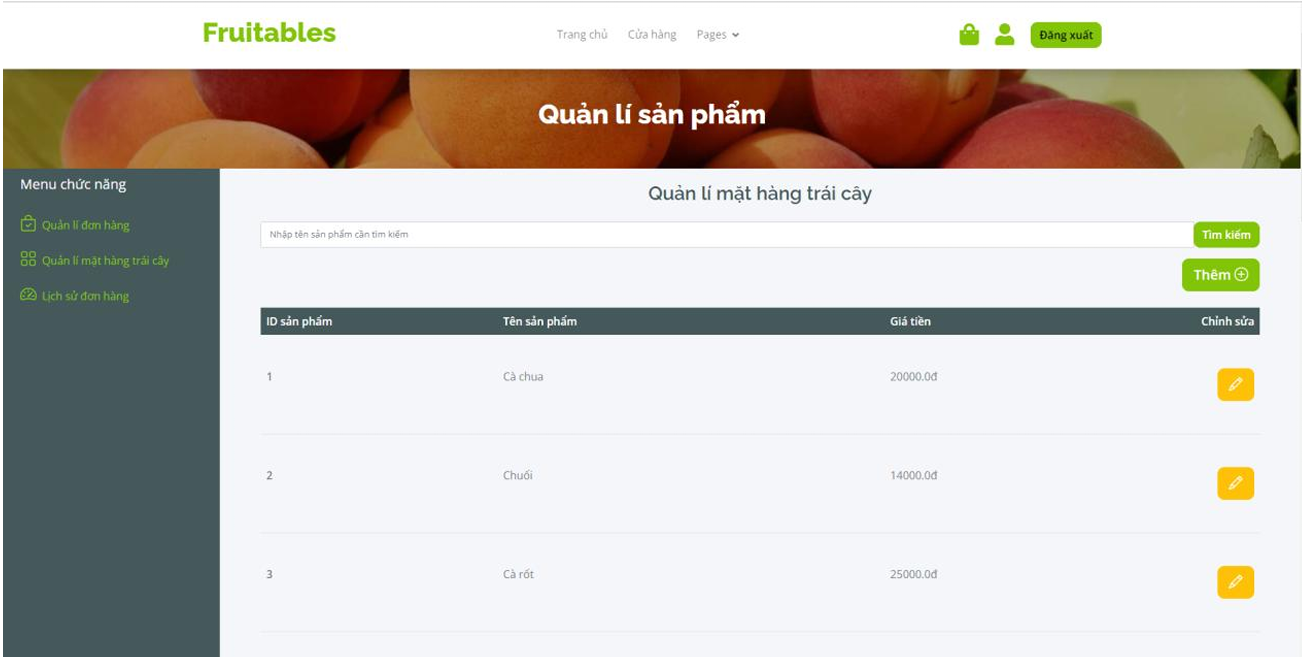 Fruitables
Trang chủ Cửa hàng Pages
Đăng xuất
Quản lí sản phẩm
Menu chức năng
Quản lí đơn hàng
Quản lí mặt hàng trái cây
Lịch sử đơn hàng
Quản lí mặt hàng trái cây
Nhập tên sản phẩm cần tìm kiếm
Tìm kiếm
Thêm
ID sản phẩm Tên sản phẩm Giá tiền Chỉnh sửa
1 Cà chua 20000.0đ
2 Chuối 14000.0đ
3 Cà rốt 25000.0đ